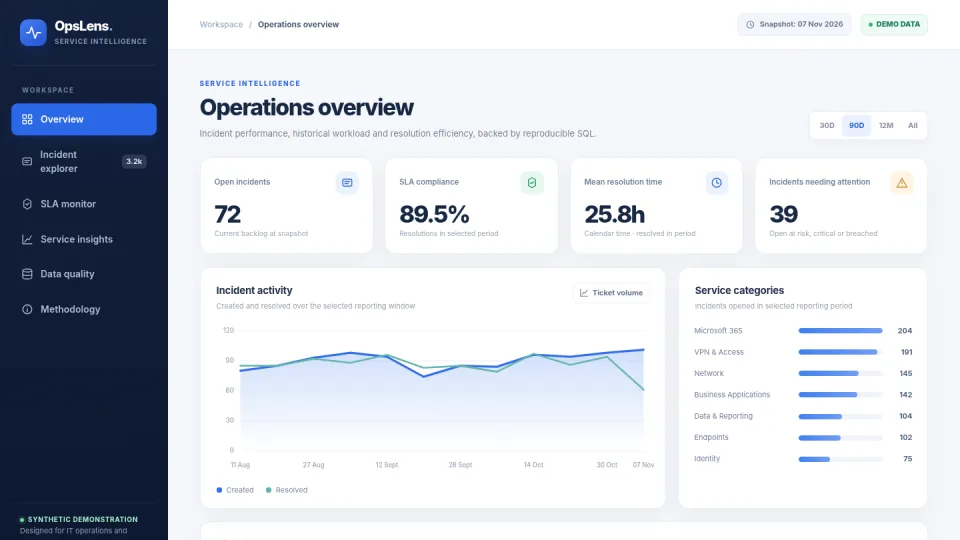 OpsLens.
SERVICE INTELLIGENCE
WORKSPACE
Overview
Incident
explorer
3.2k
SLA monitor
Service insights
Data quality
Methodology
SYNTHETIC DEMONSTRATION
Designed for IT operations and
Workspace / Operations overview
Snapshot: 07 Nov 2026
DEMO DATA
SERVICE INTELLIGENCE
Operations overview
Incident performance, historical workload and resolution efficiency, backed by reproducible SQL.
30D 90D 12M All
Open incidents
72
Current backlog at snapshot
SLA compliance
89.5%
Resolutions in selected period
Mean resolution time
25.8h
Calendar time · resolved in period
Incidents needing attention
39
Open at risk, critical or breached
Incident activity
Created and resolved over the selected reporting window
Ticket volume
120
90
60
30
0
11 Aug 27 Aug 12 Sept 28 Sept 14 Oct 30 Oct 07 Nov
Created Resolved
Service categories
Incidents opened in selected reporting period
Microsoft 365 204
VPN & Access 191
Network 145
Business Applications 142
Data & Reporting 104
Endpoints 102
Identity 75